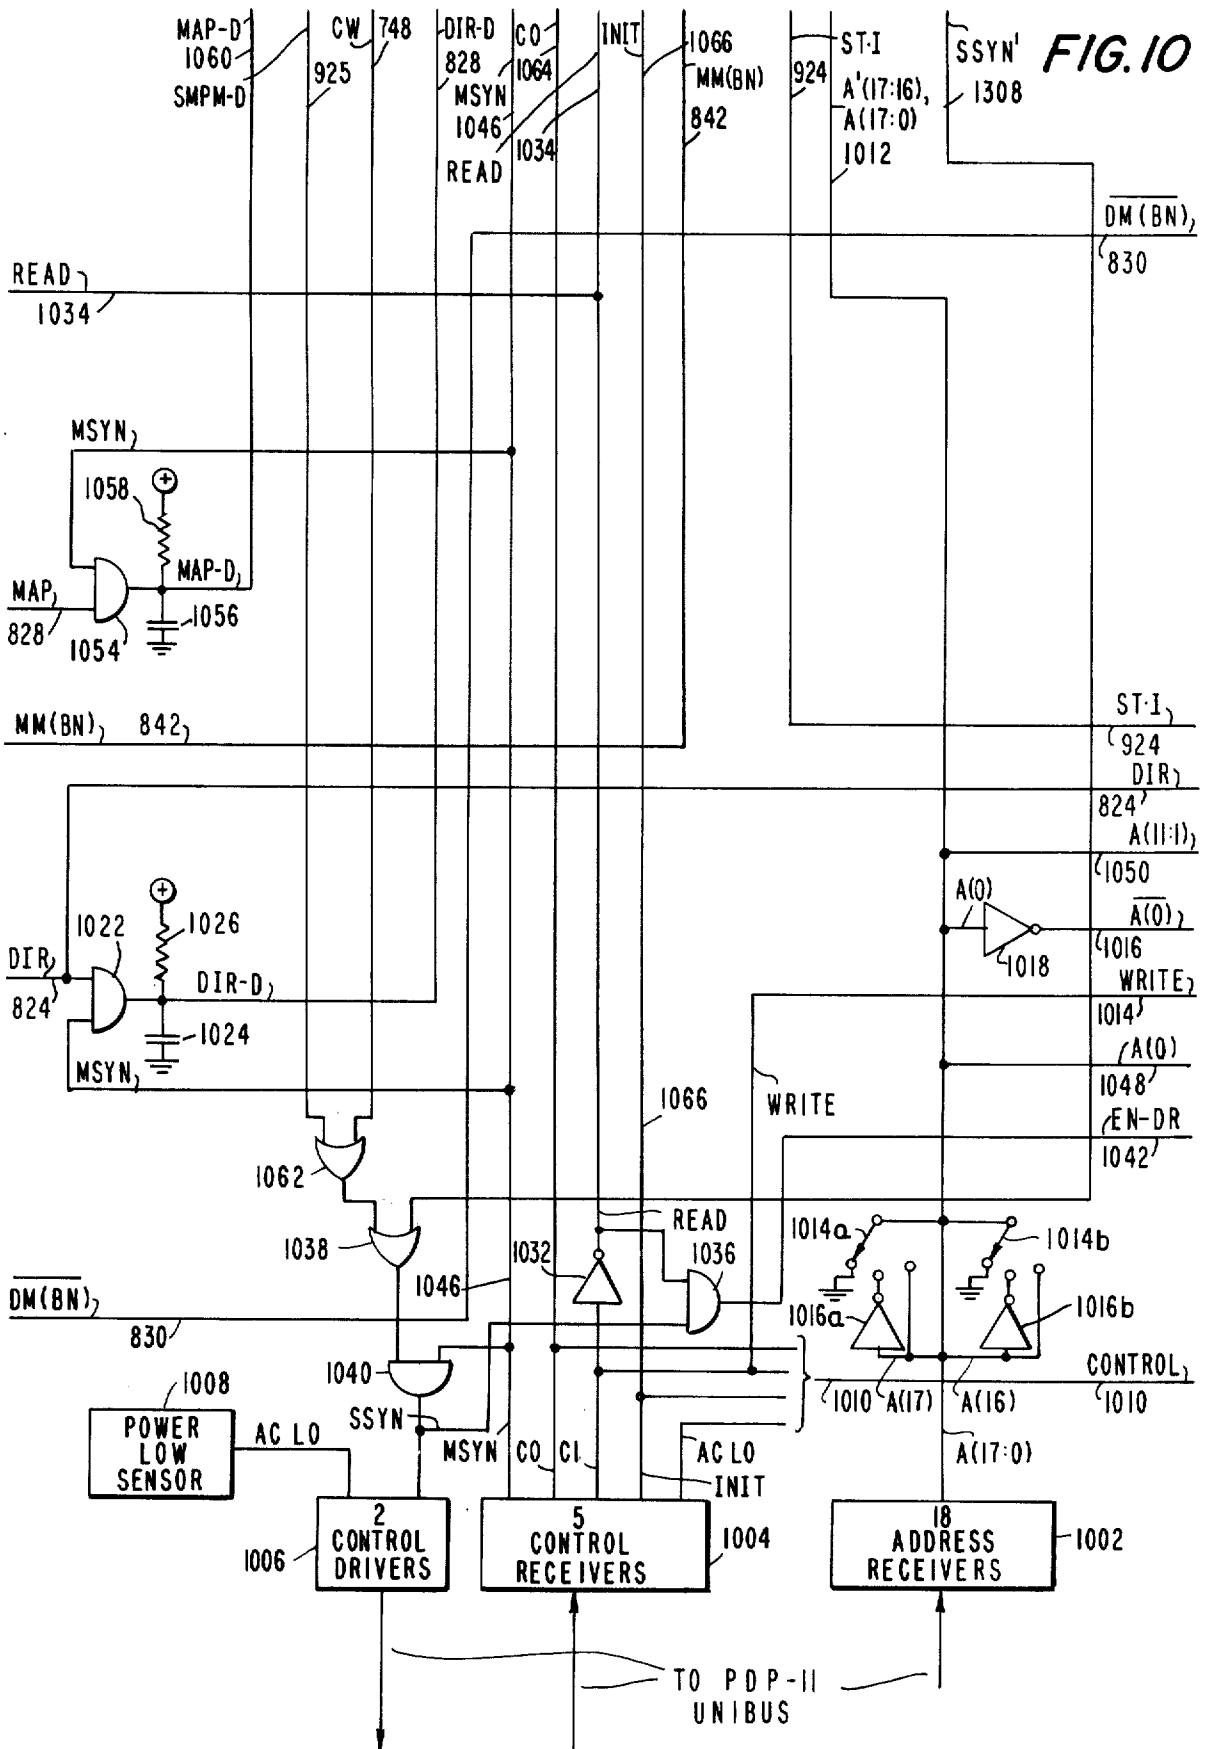 FIG.10
MAP-D
1060
SMPM-D
925
CW
748
DIR-D
828
MSYN
1046
READ
CO
1064
1034
INIT
1066
MM(BN)
842
ST·I
924
A'(17:16),
A(17:0)
1012
SSYN'
1308
DM(BN)
830
READ
1034
MSYN
1058
MAP-D
MAP
828
1054
1056
MM(BN) 842
ST·I
924
DIR
824
A(11:1)
1050
A(0)
A(0)
1018
1016
1022
1026
DIR
824
DIR-D
1024
WRITE
1014
MSYN
A(0)
1048
1066
WRITE
EN-DR
1042
1062
READ
1038
1032
1036
1014a
1014b
1046
DM(BN)
830
1016a
1016b
1040
CONTROL
1010
1010
A(17)
A(16)
1008
POWER
LOW
SENSOR
AC LO
SSYN
MSYN
CO
C1
AC LO
INIT
A(17:0)
2
CONTROL
DRIVERS
1006
5
CONTROL
RECEIVERS
1004
18
ADDRESS
RECEIVERS
1002
TO PDP-11
UNIBUS